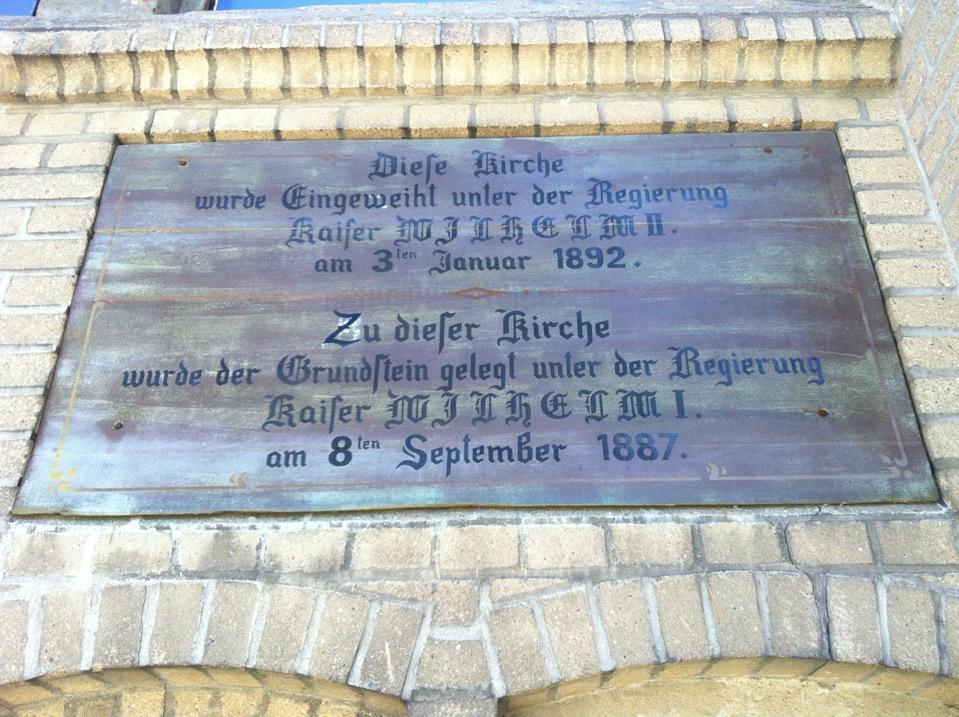 Dieſe Kirche
wurde Eingeweiht unter der Regierung
Kaiſer WILHELM II.
am 3ten Januar 1892.
Zu dieſer Kirche
wurde der Grundſtein gelegt unter der Regierung
Kaiſer WILHELM I.
am 8ten September 1887.